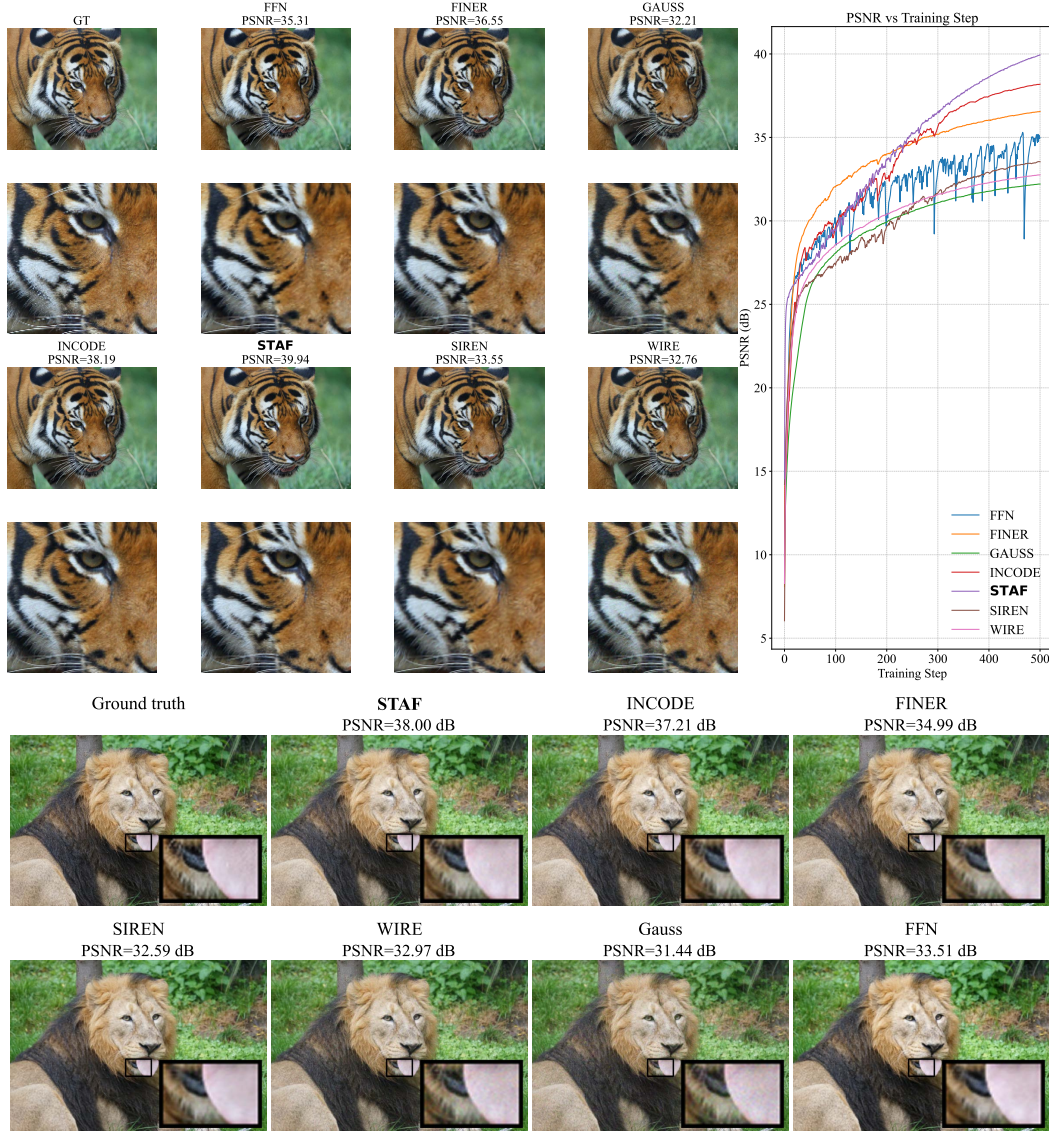 GT
FFN
PSNR=35.31
FINER
PSNR=36.55
GAUSS
PSNR=32.21
INCODE
PSNR=38.19
STAF
PSNR=39.94
SIREN
PSNR=33.55
WIRE
PSNR=32.76
PSNR vs Training Step
PSNR (dB)
40
35
30
25
20
15
10
5
FFN
FINER
GAUSS
INCODE
STAF
SIREN
WIRE
0
100
200
300
400
500
Training Step
Ground truth
STAF
PSNR=38.00 dB
INCODE
PSNR=37.21 dB
FINER
PSNR=34.99 dB
SIREN
PSNR=32.59 dB
WIRE
PSNR=32.97 dB
Gauss
PSNR=31.44 dB
FFN
PSNR=33.51 dB